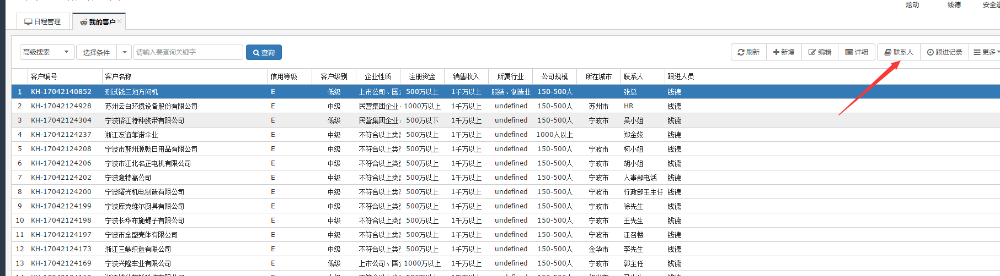 炫动 钱德 安全退
日程管理 我的客户
高级搜索 选择条件 请输入要查询关键字 查询 刷新 新增 编辑 详细 联系人 跟进记录 更多
客户编号 客户名称 信用等级 客户级别 企业性质 注册资金 销售收入 所属行业 公司规模 所在城市 联系人 跟进人员
1 KH-17042140852 测试钱三地方问机 E 低级 上市公司、国 500万以上 1千万以上 服装、制造业 150-500人 张总 钱德
2 KH-17042124928 苏州云白环境设备股份有限公司 E 中级 民营集团企业 1000万以上 1千万以上 undefined 150-500人 苏州市 HR 钱德
3 KH-17042124304 宁波裕江特种胶带有限公司 E 低级 民营集团企业 500万以下 1千万以上 undefined 150-500人 宁波市 吴小姐 钱德
4 KH-17042124237 浙江友谊菲诺伞业 E 中级 不符合以上类 500万以上 1千万以上 undefined 1000人以上 郑金姣 钱德
5 KH-17042124208 宁波市鄞州源乾日用品有限公司 E 中级 不符合以上类 500万以上 1千万以上 undefined 150-500人 宁波市 柯小姐 钱德
6 KH-17042124206 宁波市江北名正电机有限公司 E 中级 不符合以上类 500万以上 1千万以上 undefined 150-500人 宁波市 胡小姐 钱德
7 KH-17042124202 宁波意特高公司 E 中级 不符合以上类 500万以上 1千万以上 undefined 150-500人 宁波市 人事部电话 钱德
8 KH-17042124200 宁波曙光机电制造有限公司 E 中级 不符合以上类 500万以上 1千万以上 undefined 150-500人 宁波市 行政部王主任 钱德
9 KH-17042124199 宁波库克维尔厨具有限公司 E 中级 不符合以上类 500万以上 1千万以上 undefined 150-500人 宁波市 徐先生 钱德
10 KH-17042124198 宁波长华布施螺子有限公司 E 中级 不符合以上类 500万以上 1千万以上 undefined 150-500人 宁波市 王先生 钱德
11 KH-17042124197 宁波市全盛壳体有限公司 E 中级 不符合以上类 500万以上 1千万以上 undefined 150-500人 宁波市 汪召楼 钱德
12 KH-17042124173 浙江三鼎织造有限公司 E 中级 不符合以上类 500万以上 1千万以上 undefined 150-500人 金华市 李先生 钱德
13 KH-17042124169 宁波兴隆车业有限公司 E 低级 上市公司、国 1000万以上 1千万以上 undefined 150-500人 宁波市 郭主任 钱德